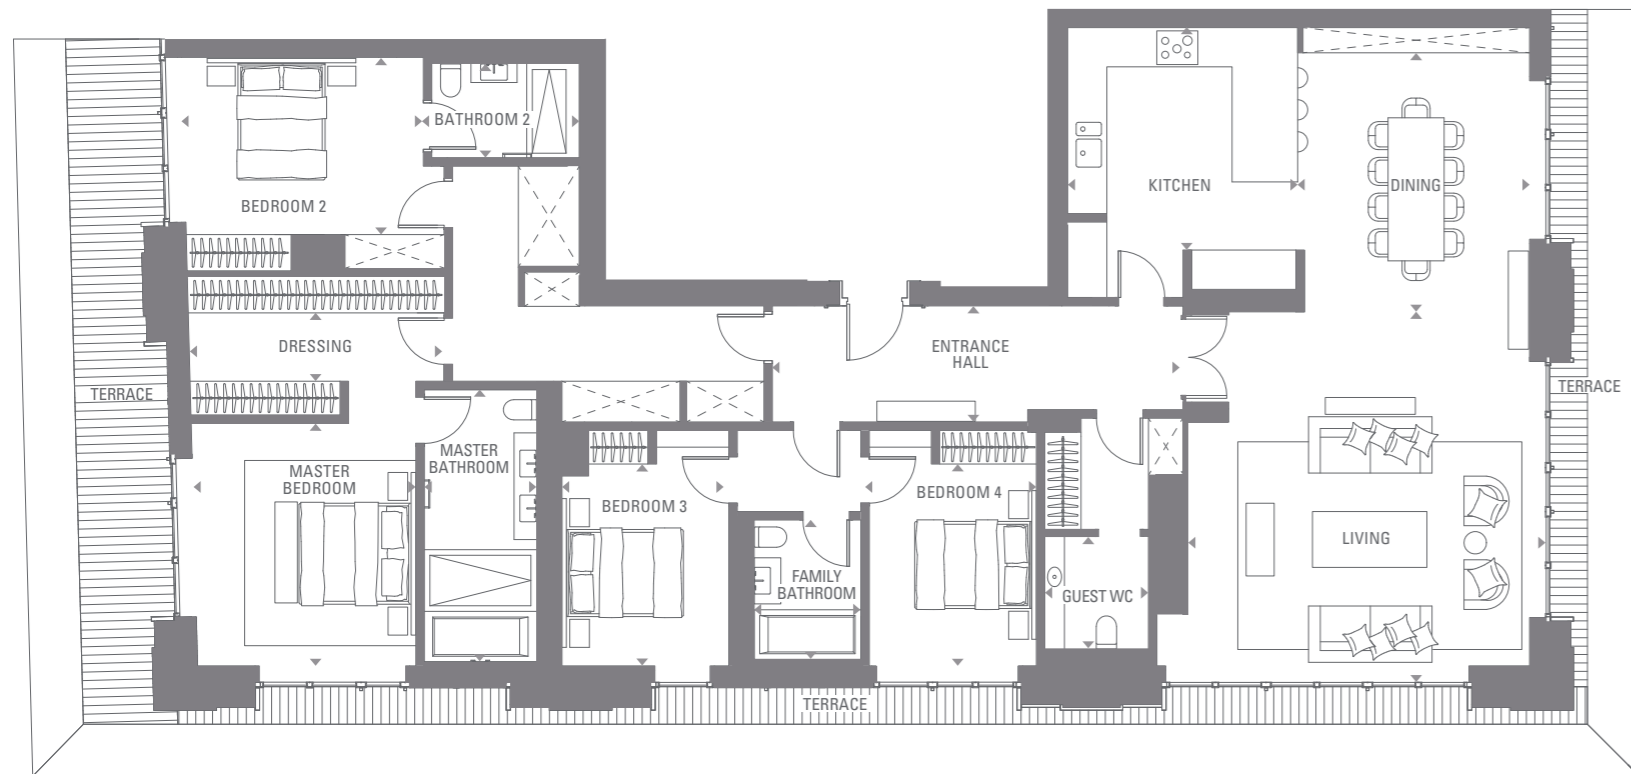 BATHROOM 2
BEDROOM 2
KITCHEN
DINING
DRESSING
ENTRANCE
HALL
TERRACE
TERRACE
MASTER
BATHROOM
MASTER
BEDROOM
BEDROOM 3
BEDROOM 4
LIVING
FAMILY
BATHROOM
GUEST WC
TERRACE